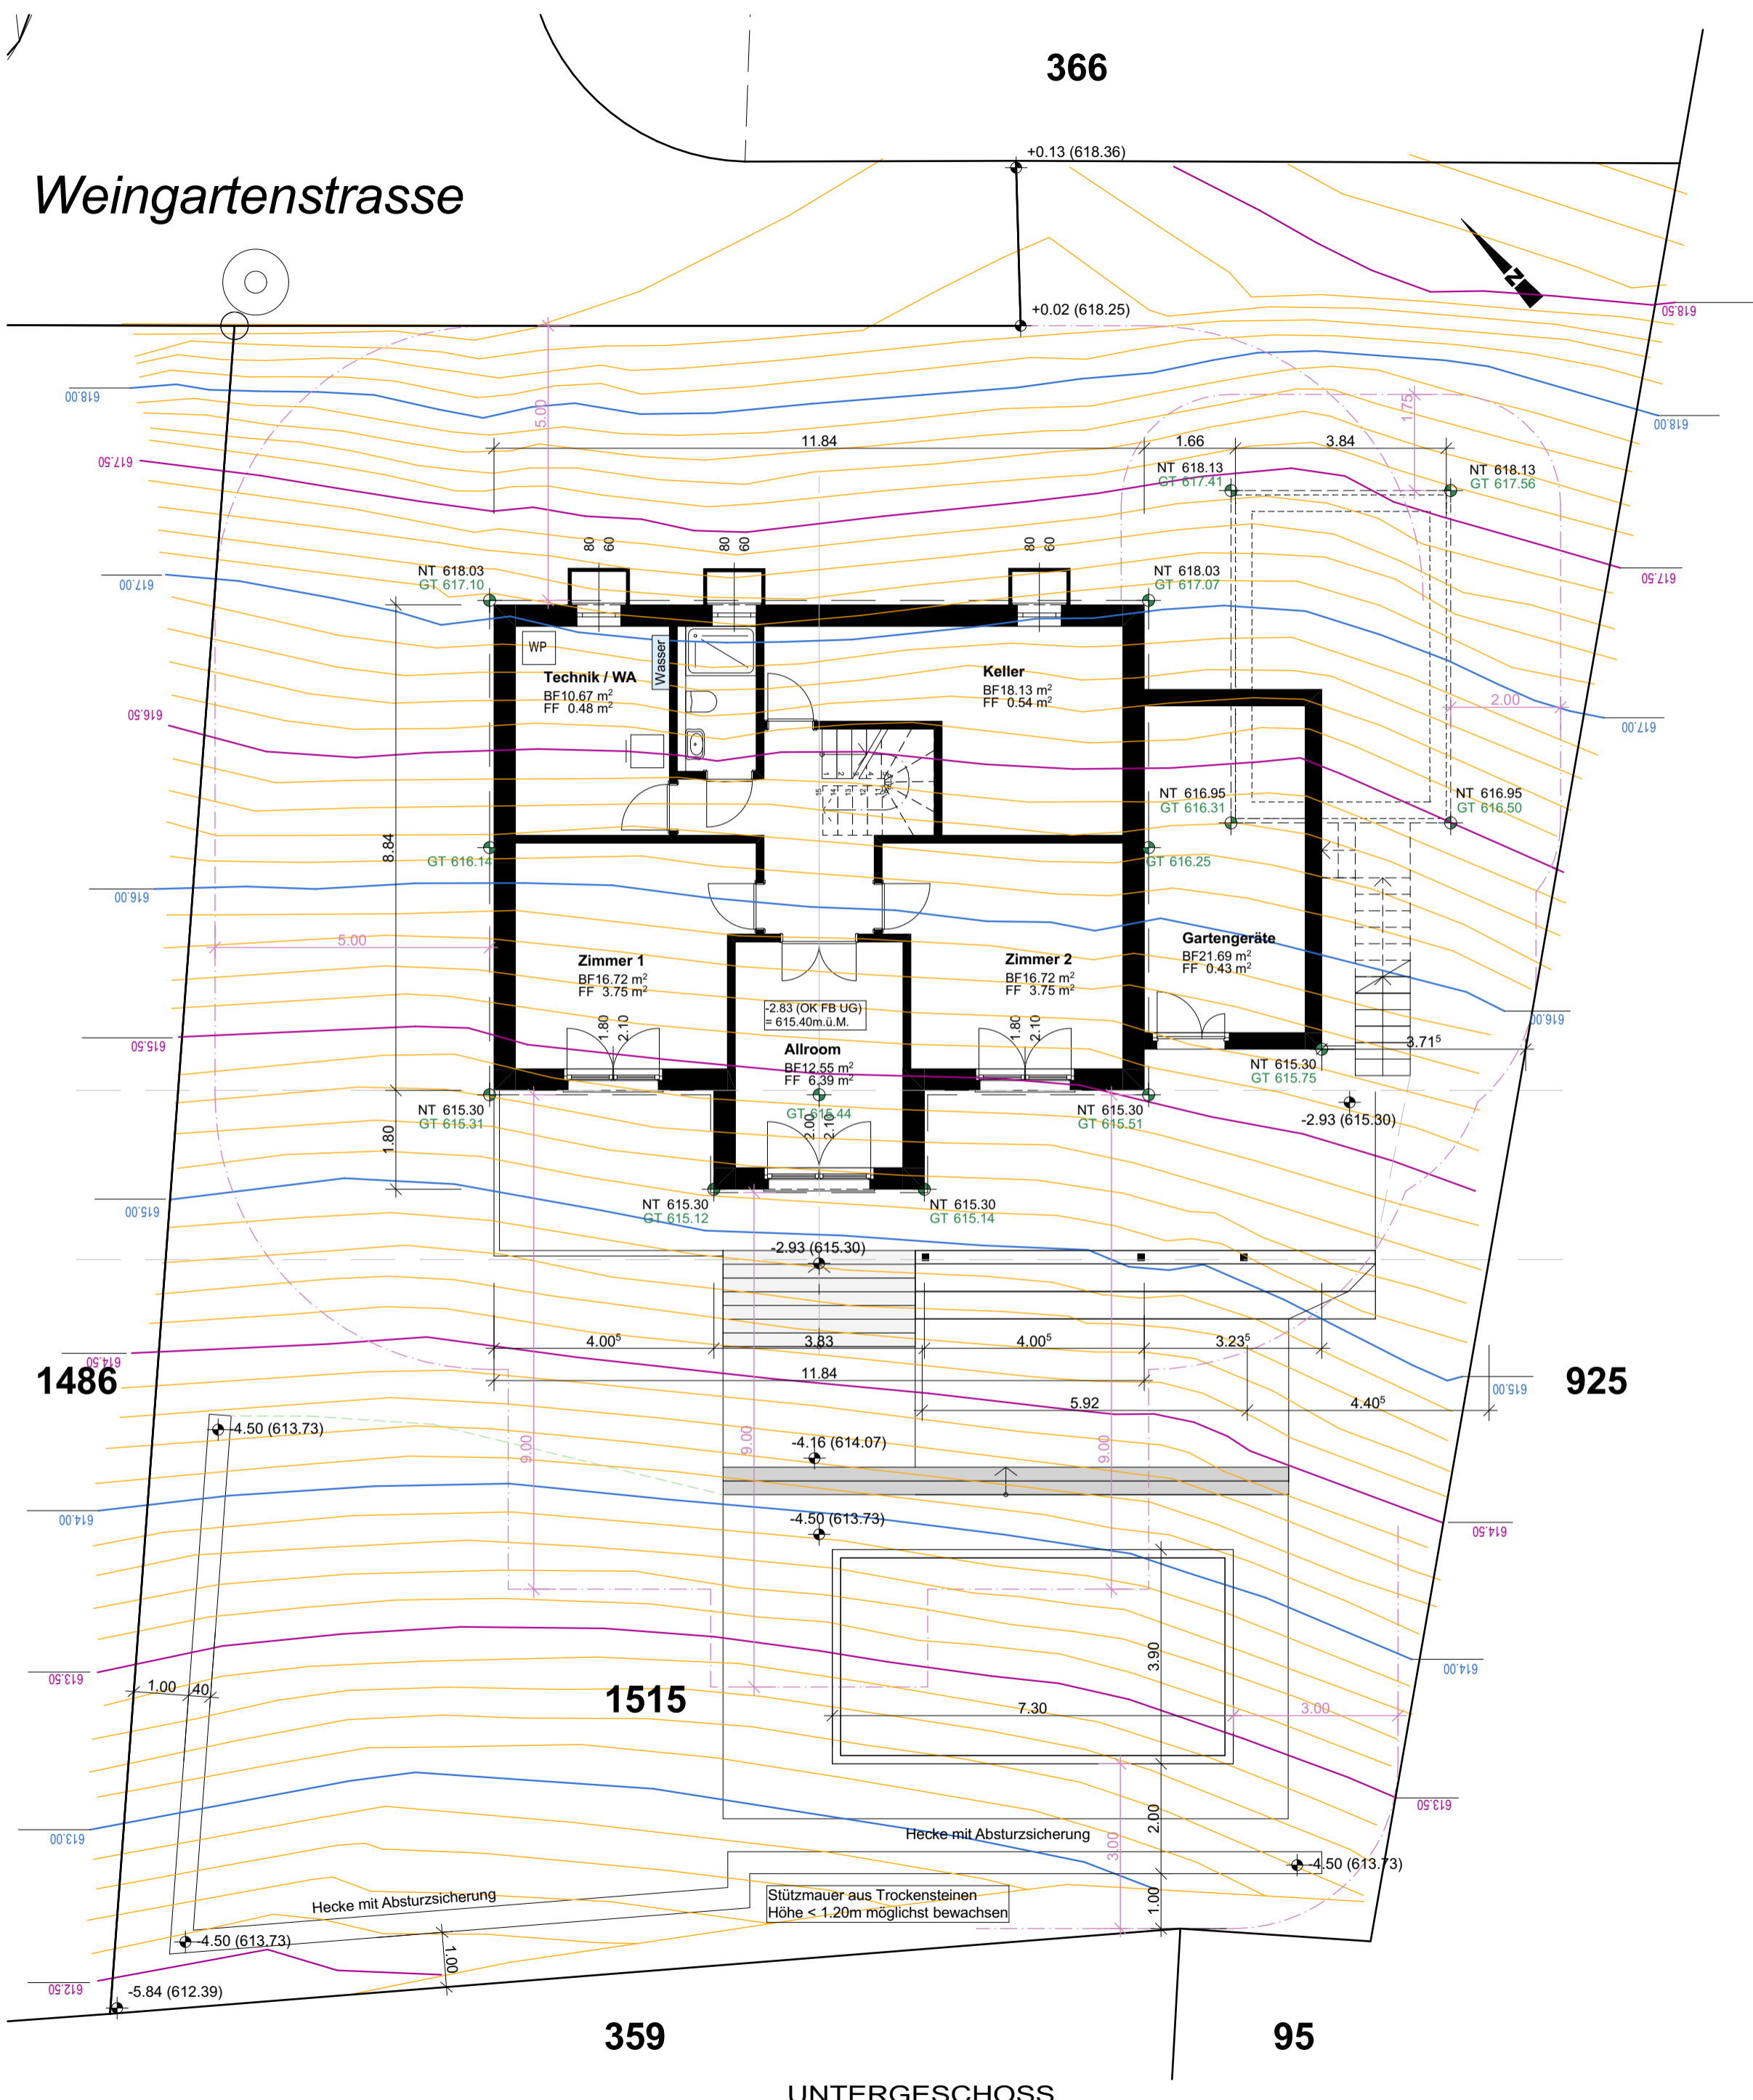 366
+0.13 (618.36)
Weingartenstrasse
N
618.50
+0.02 (618.25)
618.00
5.00
1.75
618.00
617.50
11.84
1.66
3.84
NT 618.13
GT 617.41
NT 618.13
GT 617.56
80
60
80
60
80
60
617.00
NT 618.03
GT 617.10
NT 618.03
GT 617.07
617.50
WP
Wasser
Technik / WA
BF10.67 m²
FF 0.48 m²
Keller
BF18.13 m²
FF 0.54 m²
2.00
616.50
617.00
NT 616.95
GT 616.31
NT 616.95
GT 616.50
8.84
GT 616.14
GT 616.25
616.00
5.00
Zimmer 1
BF16.72 m²
FF 3.75 m²
Zimmer 2
BF16.72 m²
FF 3.75 m²
Gartengeräte
BF21.69 m²
FF 0.43 m²
-2.83 (OK FB UG)
= 615.40m.ü.M.
616.00
615.50
1.80
2.10
1.80
2.10
3.71⁵
Allroom
BF12.55 m²
FF 6.39 m²
NT 615.30
GT 615.75
NT 615.30
GT 615.31
GT 615.44
NT 615.30
GT 615.51
-2.93 (615.30)
2.00
2.10
1.80
615.00
NT 615.30
GT 615.12
NT 615.30
GT 615.14
-2.93 (615.30)
4.00⁵
3.83
4.00⁵
3.23⁵
614.50
11.84
1486
925
615.00
5.92
4.40⁵
-4.50 (613.73)
9.00
9.00
9.00
-4.16 (614.07)
614.00
-4.50 (613.73)
614.50
3.90
614.00
613.50
1.00
40
1515
7.30
3.00
613.50
613.00
2.00
3.00
Hecke mit Absturzsicherung
-4.50 (613.73)
Hecke mit Absturzsicherung
Stützmauer aus Trockensteinen
Höhe < 1.20m möglichst bewachsen
1.00
-4.50 (613.73)
1.00
612.50
-5.84 (612.39)
359
95
UNTERGESCHOSS